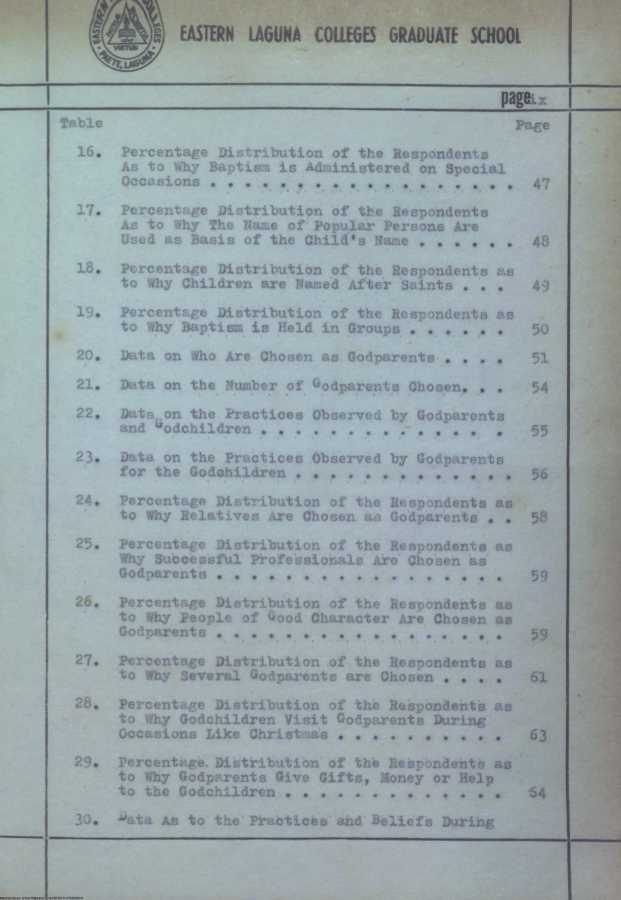 EASTERN COLLEGES
VIRTUS
PAETE, LAGUNA
EASTERN LAGUNA COLLEGES GRADUATE SCHOOL
page ix
Table Page
16. Percentage Distribution of the Respondents
As to Why Baptism is Administered on Special
Occasions . . . . . . . . . . . . . . . . . 47
17. Percentage Distribution of the Respondents
As to Why The Name of Popular Persons Are
Used as Basis of the Child's Name . . . . . . 48
18. Percentage Distribution of the Respondents as
to Why Children are Named After Saints . . . 49
19. Percentage Distribution of the Respondents as
to Why Baptism is Held in Groups . . . . . . 50
20. Data on Who Are Chosen as Godparents . . . . 51
21. Data on the Number of Godparents Chosen. . . 54
22. Data on the Practices Observed by Godparents
and Godchildren . . . . . . . . . . . . . . 55
23. Data on the Practices Observed by Godparents
for the Godchildren . . . . . . . . . . . . . 56
24. Percentage Distribution of the Respondents as
to Why Relatives Are Chosen as Godparents . . 58
25. Percentage Distribution of the Respondents as
Why Successful Professionals Are Chosen as
Godparents . . . . . . . . . . . . . . . . . 59
26. Percentage Distribution of the Respondents as
to Why People of Good Character Are Chosen as
Godparents . . . . . . . . . . . . . . . . . 59
27. Percentage Distribution of the Respondents as
to Why Several Godparents are Chosen . . . . 61
28. Percentage Distribution of the Respondents as
to Why Godchildren Visit Godparents During
Occasions Like Christmas . . . . . . . . . . 63
29. Percentage Distribution of the Respondents as
to Why Godparents Give Gifts, Money or Help
to the Godchildren . . . . . . . . . . . . . 64
30. Data As to the Practices and Beliefs During